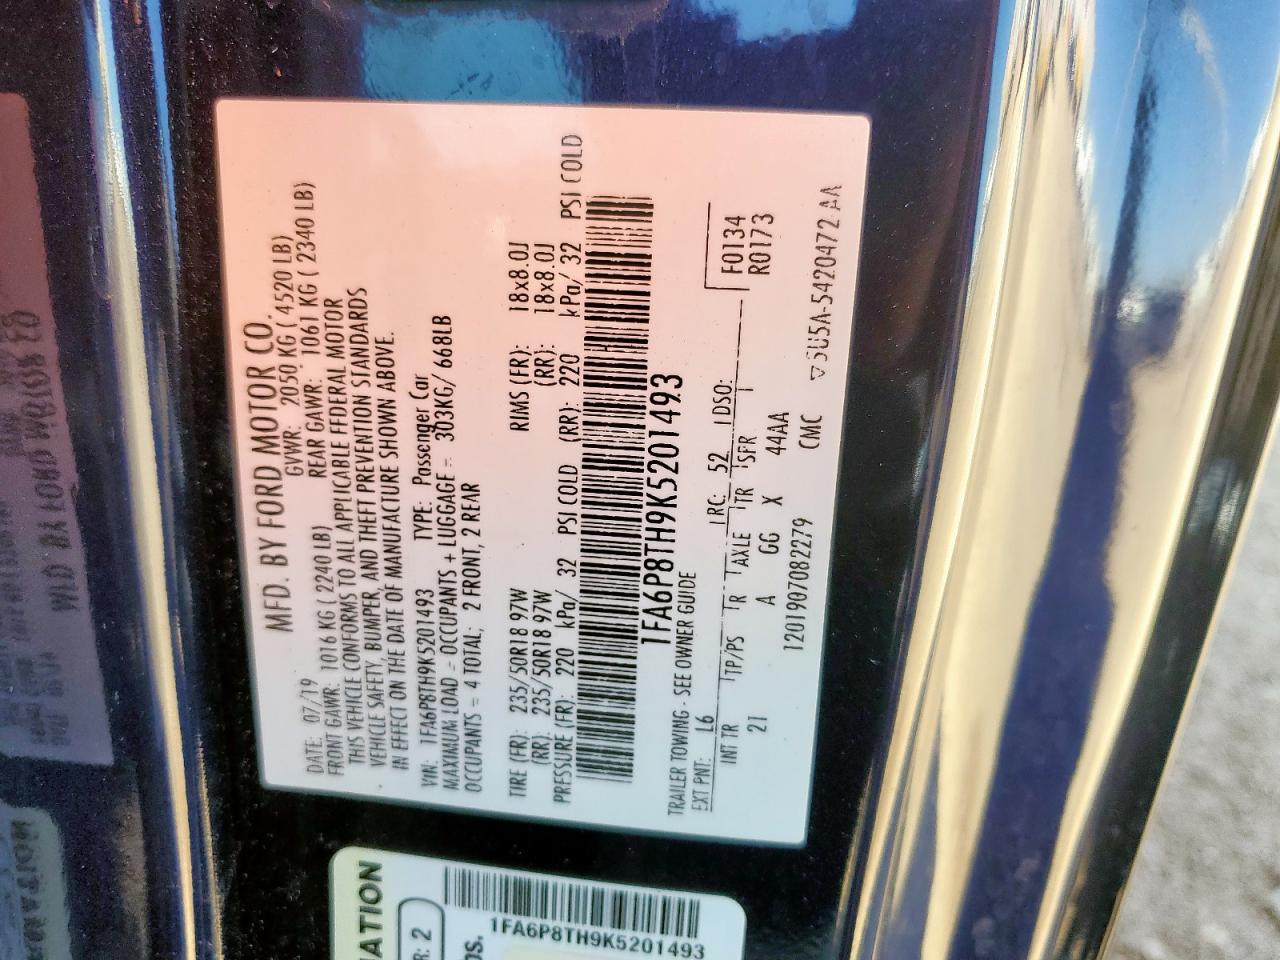 MFD. BY FORD MOTOR CO.
DATE: 07/19 GVWR: 2050 KG ( 4520 LB)
FRONT GAWR: 1016 KG ( 2240 LB) REAR GAWR: 1061 KG ( 2340 LB)
THIS VEHICLE CONFORMS TO ALL APPLICABLE FEDERAL MOTOR
VEHICLE SAFETY, BUMPER, AND THEFT PREVENTION STANDARDS
IN EFFECT ON THE DATE OF MANUFACTURE SHOWN ABOVE.
VIN: 1FA6P8TH9K5201493 TYPE: Passenger Car
MAXIMUM LOAD = OCCUPANTS + LUGGAGE = 303KG/ 668LB
OCCUPANTS = 4 TOTAL; 2 FRONT, 2 REAR
TIRE (FR): 235/50R18 97W RIMS (FR): 18x8.0J
(RR): 235/50R18 97W (RR): 18x8.0J
PRESSURE (FR): 220 kPa/ 32 PSI COLD (RR): 220 kPa/ 32 PSI COLD
1FA6P8TH9K5201493
TRAILER TOWING - SEE OWNER GUIDE
EXT PNT: L6 RC: 52 DSO: F0134
R0173
INT TR TP/PS R AXLE TR SPR
21 A GG X 44AA
1201907082279 CMC ▽5U5A-5420472 AA
MATION
R: 2
OS.
1FA6P8TH9K5201493